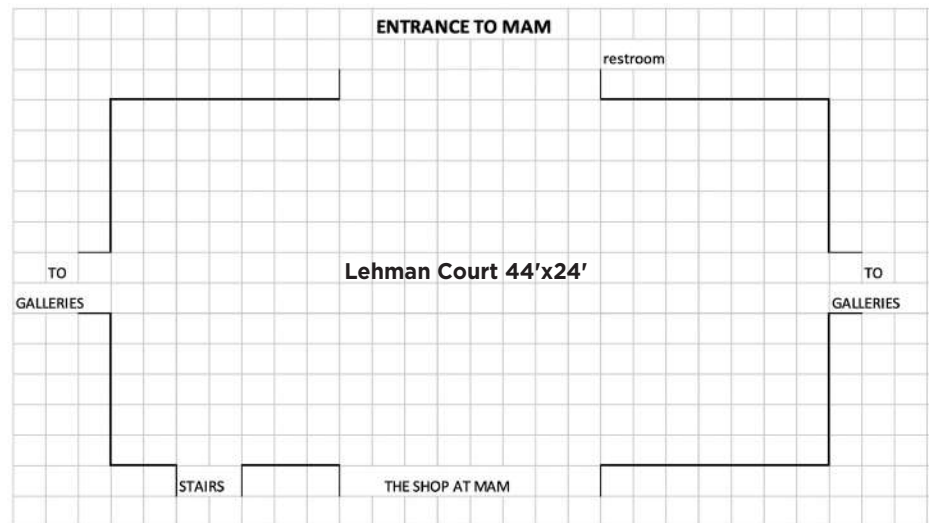 ENTRANCE TO MAM
restroom
Lehman Court 44'x24'
TO
GALLERIES
TO
GALLERIES
STAIRS
THE SHOP AT MAM